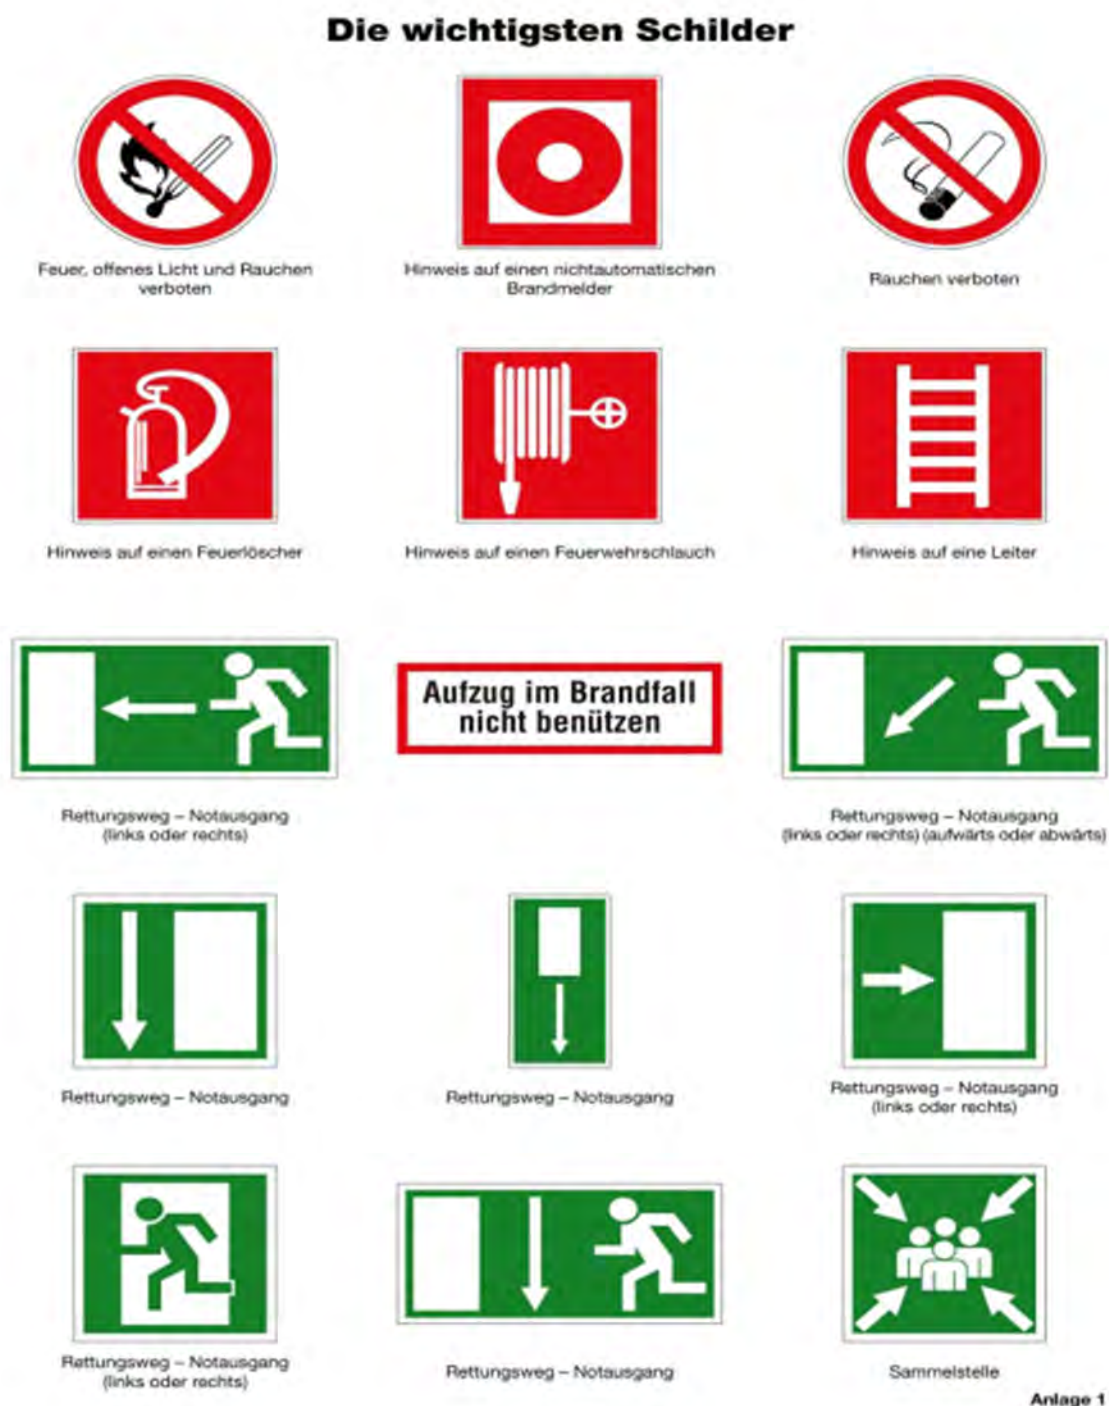 Die wichtigsten Schilder
Feuer, offenes Licht und Rauchen
verboten
Hinweis auf einen nichtautomatischen
Brandmelder
Rauchen verboten
Hinweis auf einen Feuerlöscher
Hinweis auf einen Feuerwehrschlauch
Hinweis auf eine Leiter
Rettungsweg – Notausgang
(links oder rechts)
Aufzug im Brandfall
nicht benützen
Rettungsweg – Notausgang
(links oder rechts) (aufwärts oder abwärts)
Rettungsweg – Notausgang
Rettungsweg – Notausgang
Rettungsweg – Notausgang
(links oder rechts)
Rettungsweg – Notausgang
(links oder rechts)
Rettungsweg – Notausgang
Sammelstelle
Anlage 1